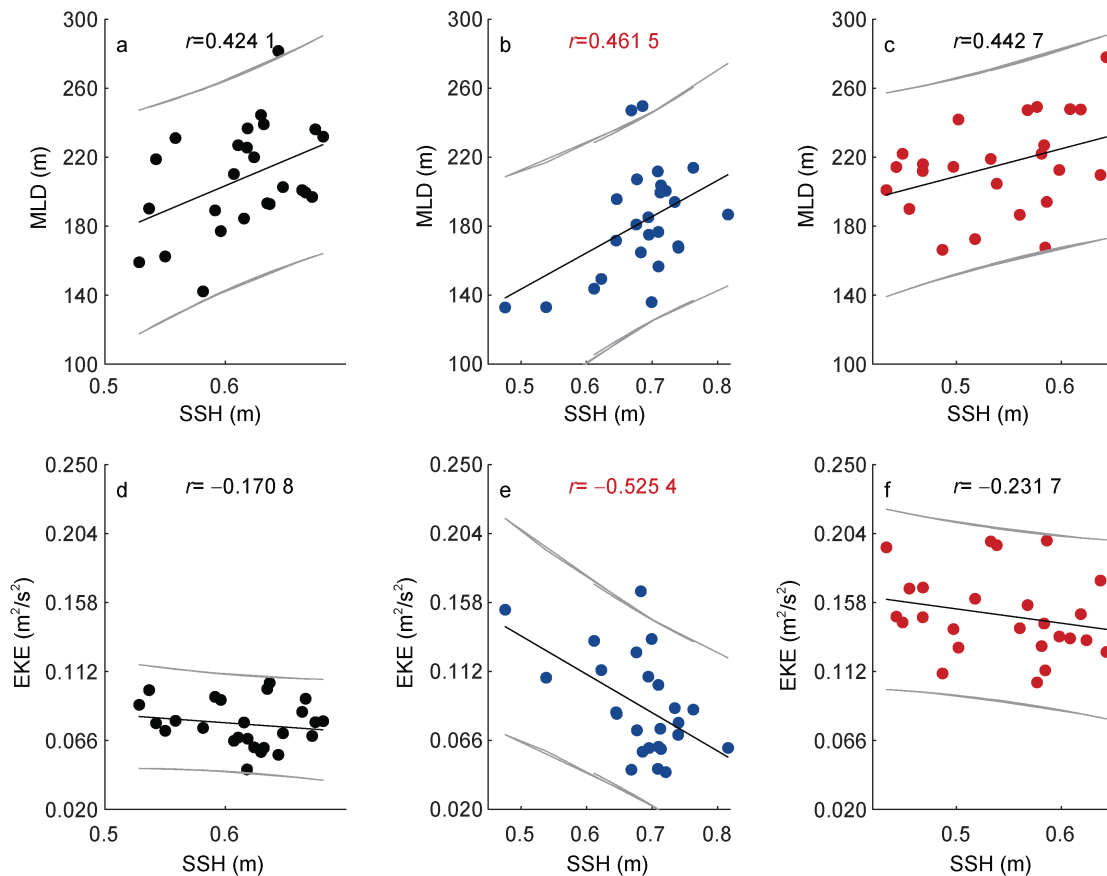 a
r=0.424 1
300
260
220
180
140
100
MLD (m)
0.5
0.6
SSH (m)
b
r=0.461 5
300
260
220
180
140
100
MLD (m)
0.5
0.6
0.7
0.8
SSH (m)
c
r=0.442 7
300
260
220
180
140
100
MLD (m)
0.5
0.6
SSH (m)
d
r= −0.170 8
0.250
0.204
0.158
0.112
0.066
0.020
EKE (m²/s²)
0.5
0.6
SSH (m)
e
r= −0.525 4
0.250
0.204
0.158
0.112
0.066
0.020
EKE (m²/s²)
0.5
0.6
0.7
0.8
SSH (m)
f
r= −0.231 7
0.250
0.204
0.158
0.112
0.066
0.020
EKE (m²/s²)
0.5
0.6
SSH (m)